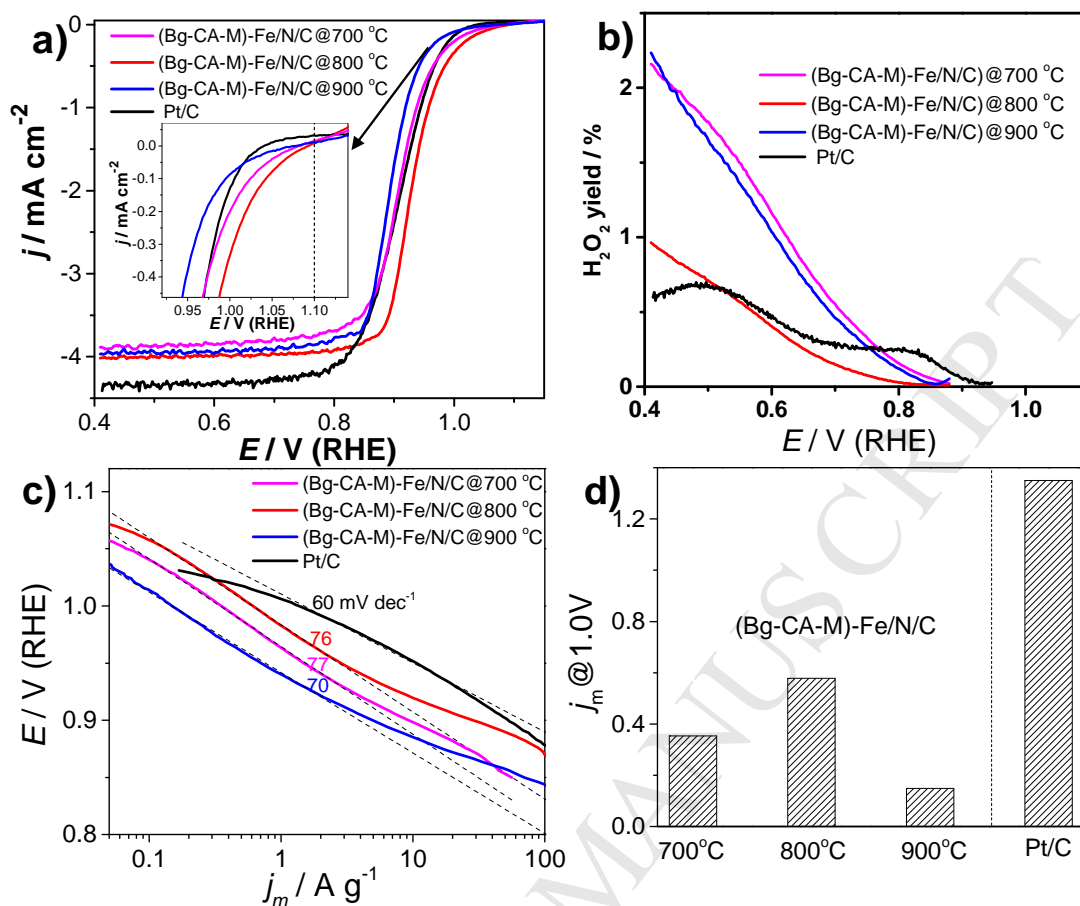 a)
(Bg-CA-M)-Fe/N/C@700 °C
(Bg-CA-M)-Fe/N/C@800 °C
(Bg-CA-M)-Fe/N/C@900 °C
Pt/C
0
-1
-2
-3
-4
j / mA cm-2
0.4 0.6 0.8 1.0
E / V (RHE)
0.0
-0.1
-0.2
-0.3
-0.4
j / mA cm-2
0.95 1.00 1.05 1.10
E / V (RHE)
b)
(Bg-CA-M)-Fe/N/C)@700 °C
(Bg-CA-M)-Fe/N/C)@800 °C
(Bg-CA-M)-Fe/N/C)@900 °C
Pt/C
2
1
0
H2O2 yield / %
0.4 0.6 0.8 1.0
E / V (RHE)
c)
(Bg-CA-M)-Fe/N/C@700 °C
(Bg-CA-M)-Fe/N/C@800 °C
(Bg-CA-M)-Fe/N/C@900 °C
Pt/C
60 mV dec-1
76
77
70
1.1
1.0
0.9
0.8
E / V (RHE)
0.1 1 10 100
jm / A g-1
d)
(Bg-CA-M)-Fe/N/C
1.2
0.8
0.4
0.0
jm @1.0V
700°C 800°C 900°C Pt/C
MANUSCRIPT